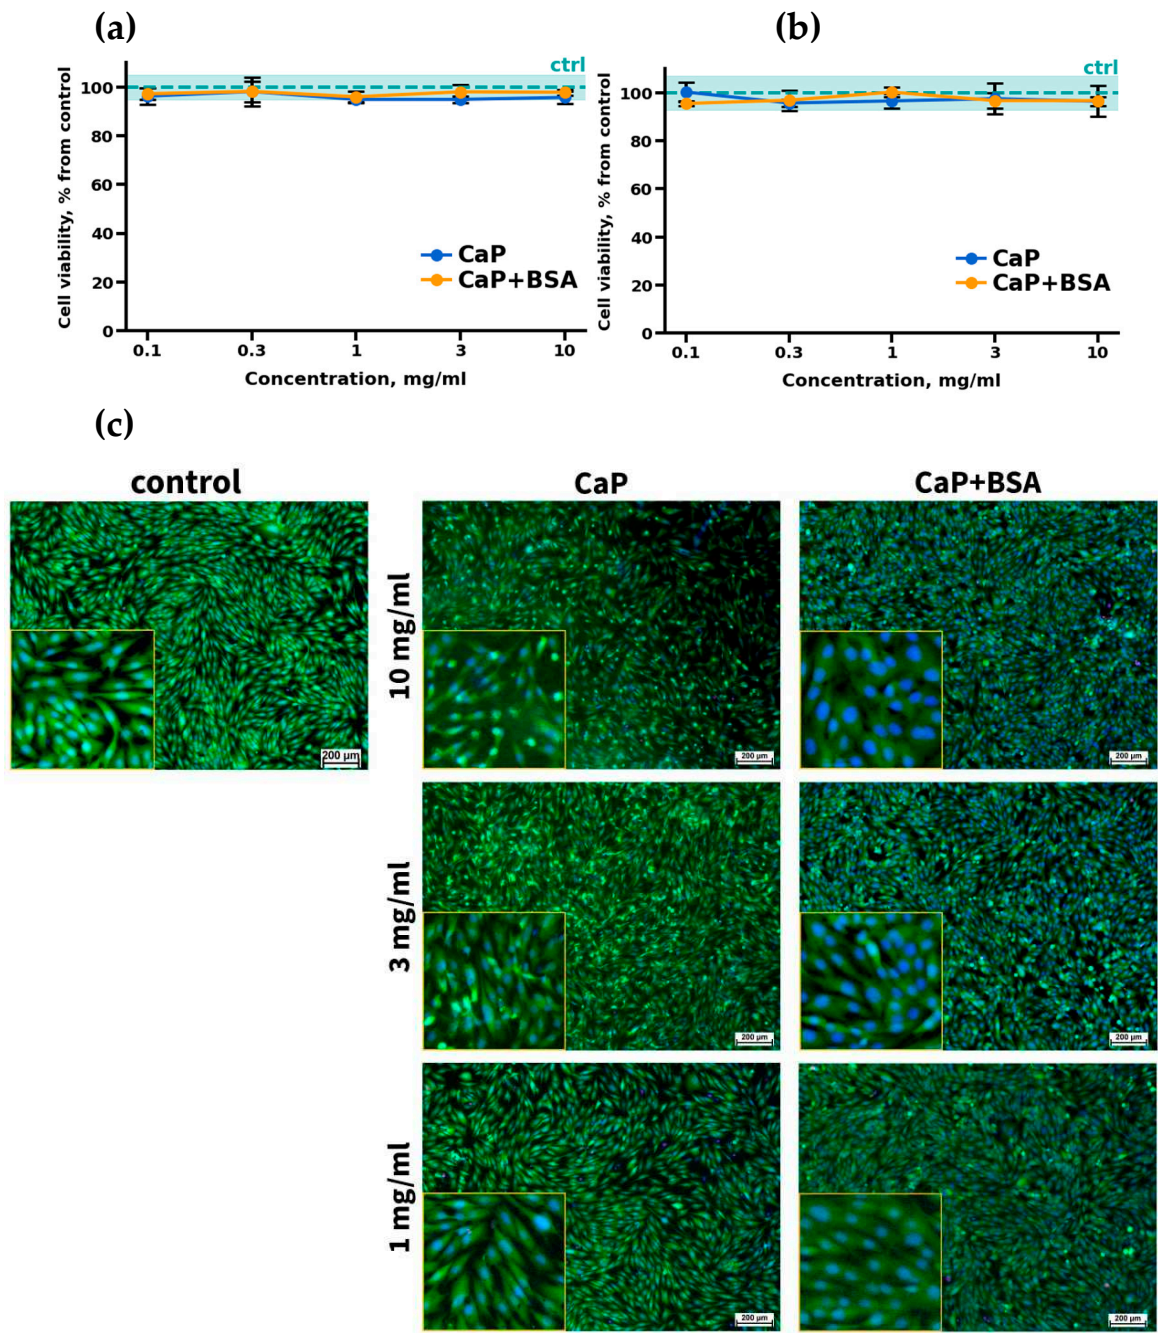 (a)
ctrl
Cell viability, % from control
100
80
60
40
20
0
CaP
CaP+BSA
0.1 0.3 1 3 10
Concentration, mg/ml
(b)
ctrl
Cell viability, % from control
100
80
60
40
20
0
CaP
CaP+BSA
0.1 0.3 1 3 10
Concentration, mg/ml
(c)
control
CaP
CaP+BSA
200 µm
10 mg/ml
200 µm
200 µm
3 mg/ml
200 µm
200 µm
1 mg/ml
200 µm
200 µm